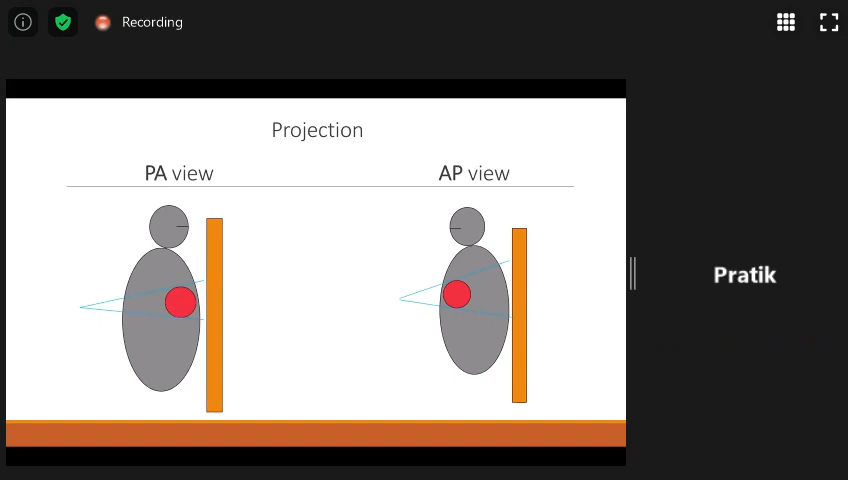 Recording
Projection
PA view
AP view
Pratik